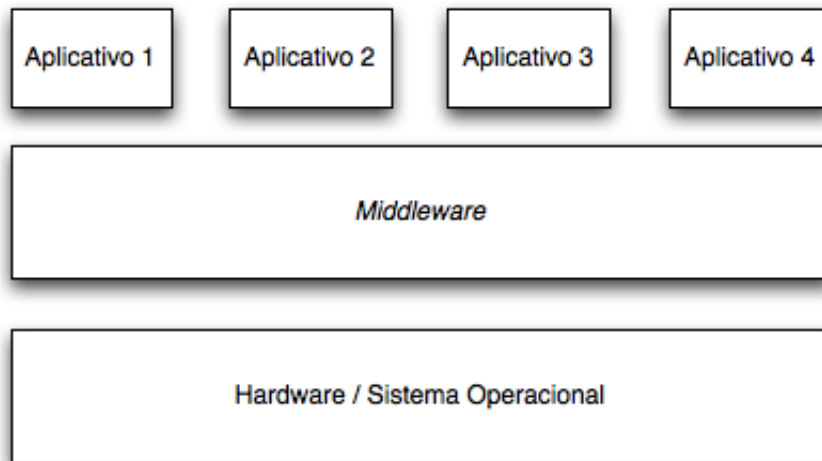 Aplicativo 1
Aplicativo 2
Aplicativo 3
Aplicativo 4
Middleware
Hardware / Sistema Operacional